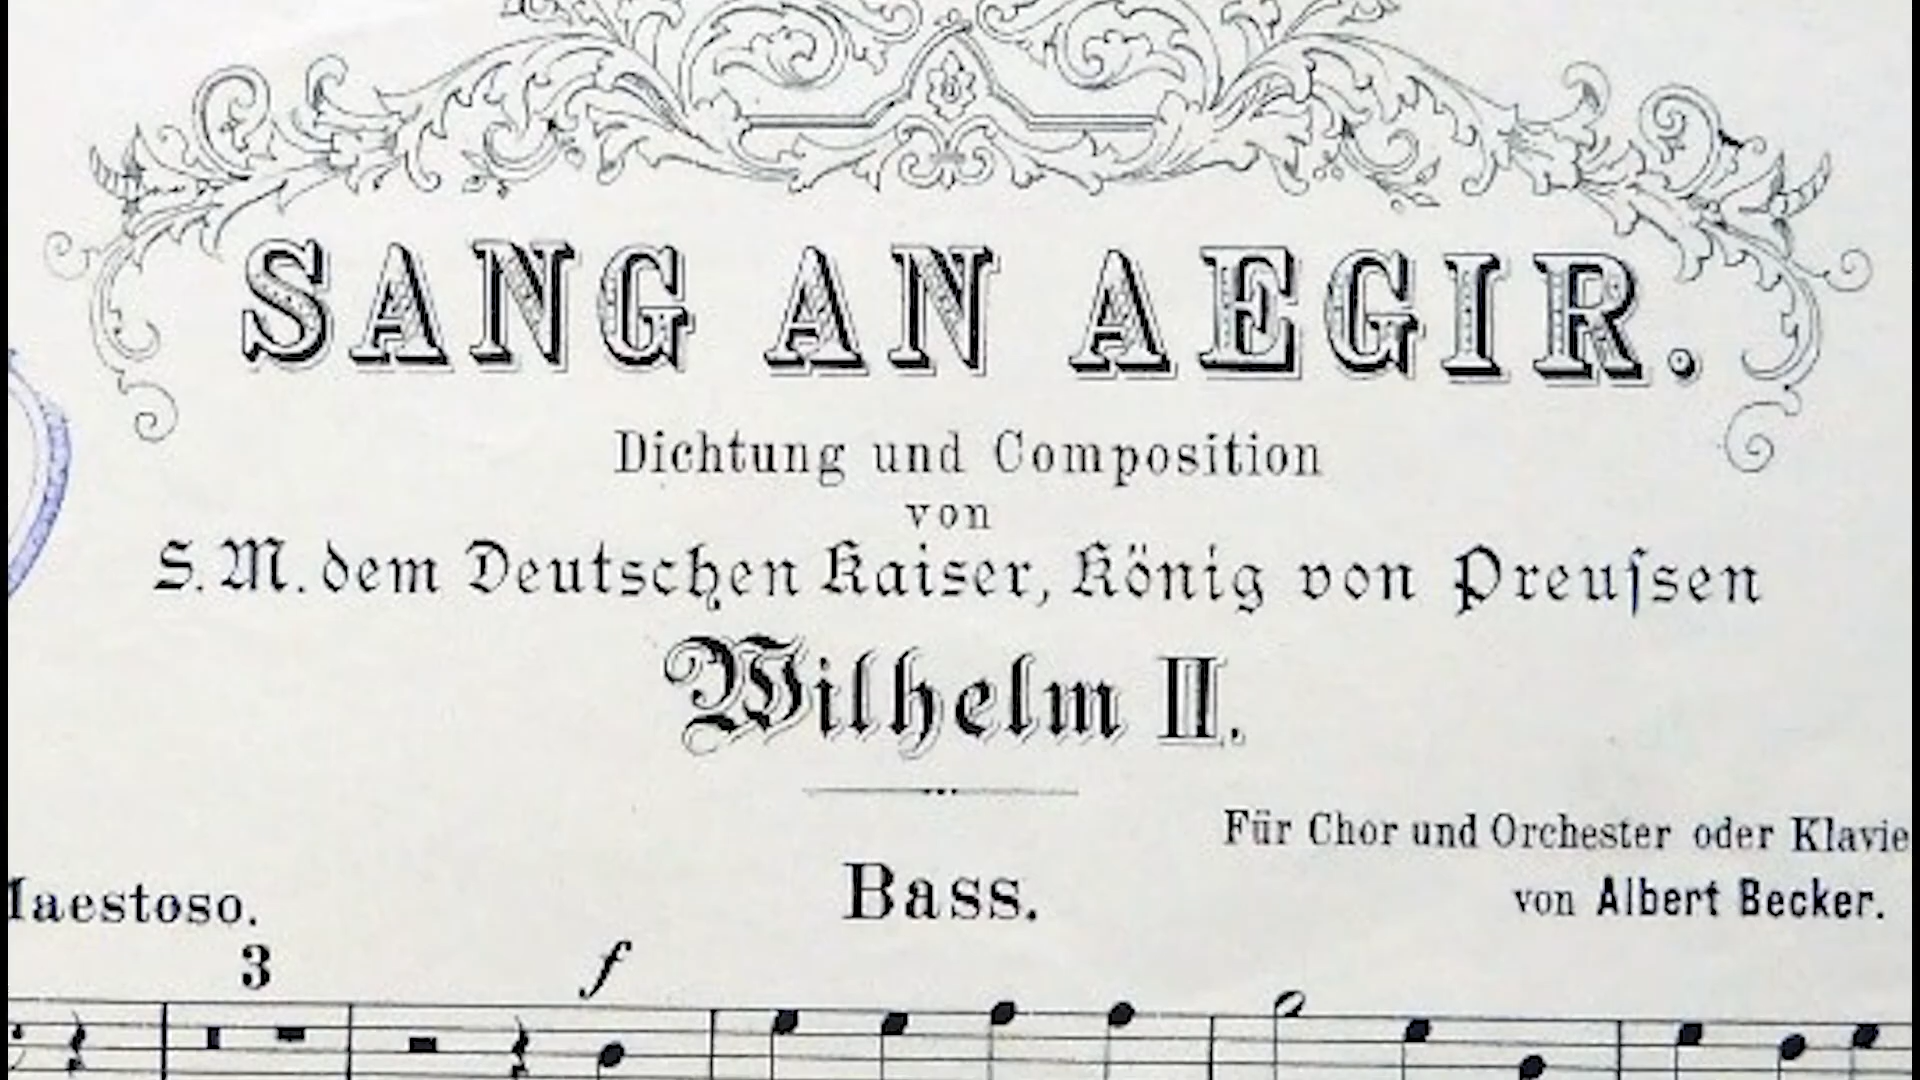 SANG AN AEGIR.
Dichtung und Composition
von
S. M. dem Deutschen Kaiser, König von Preuſsen
Wilhelm II.
Für Chor und Orchester oder Klavie
von Albert Becker.
Bass.
Maestoso.
3
f